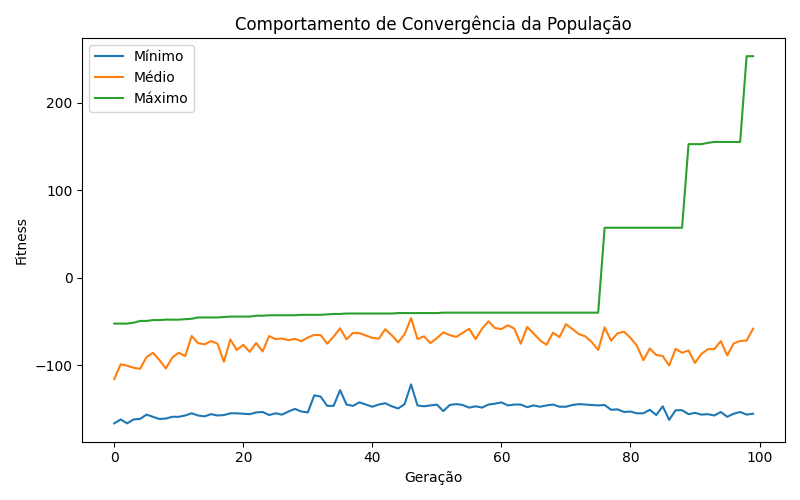 Comportamento de Convergência da População
Mínimo
Médio
Máximo
Fitness
200
100
0
−100
0 20 40 60 80 100
Geração